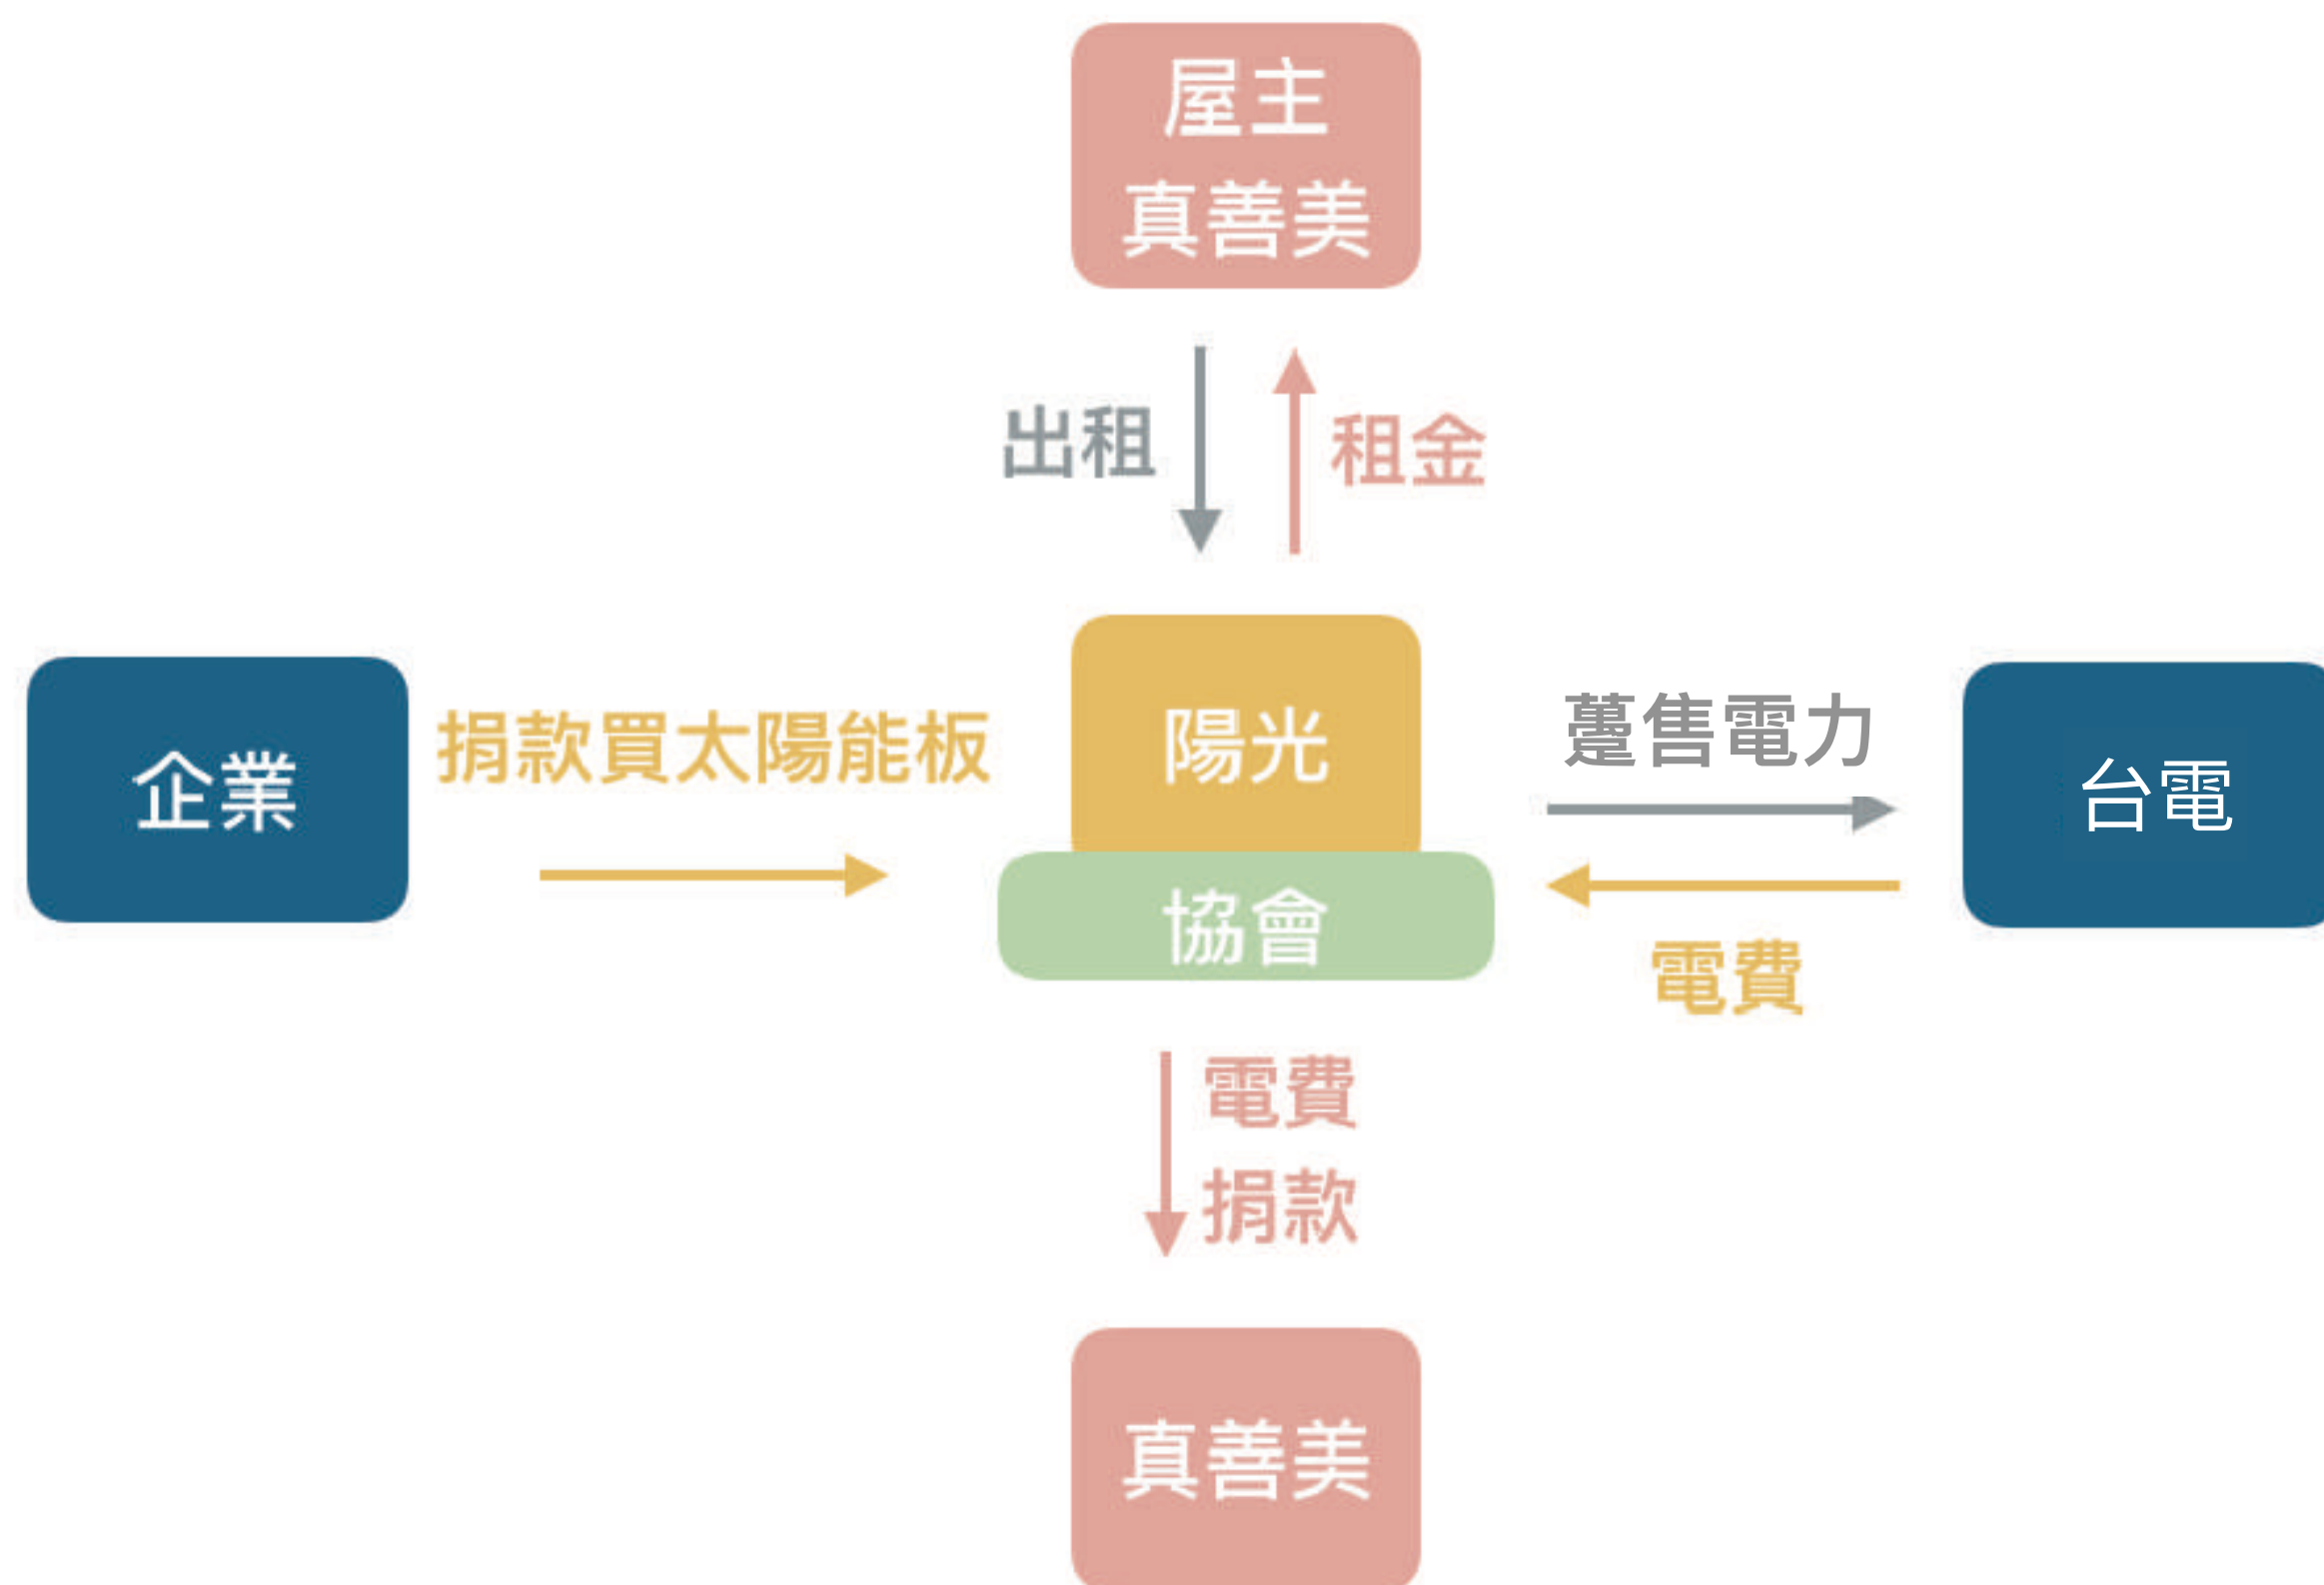 屋主
真善美
出租
租金
企業
捐款買太陽能板
陽光
協會
售電力
台電
電費
電費
捐款
真善美